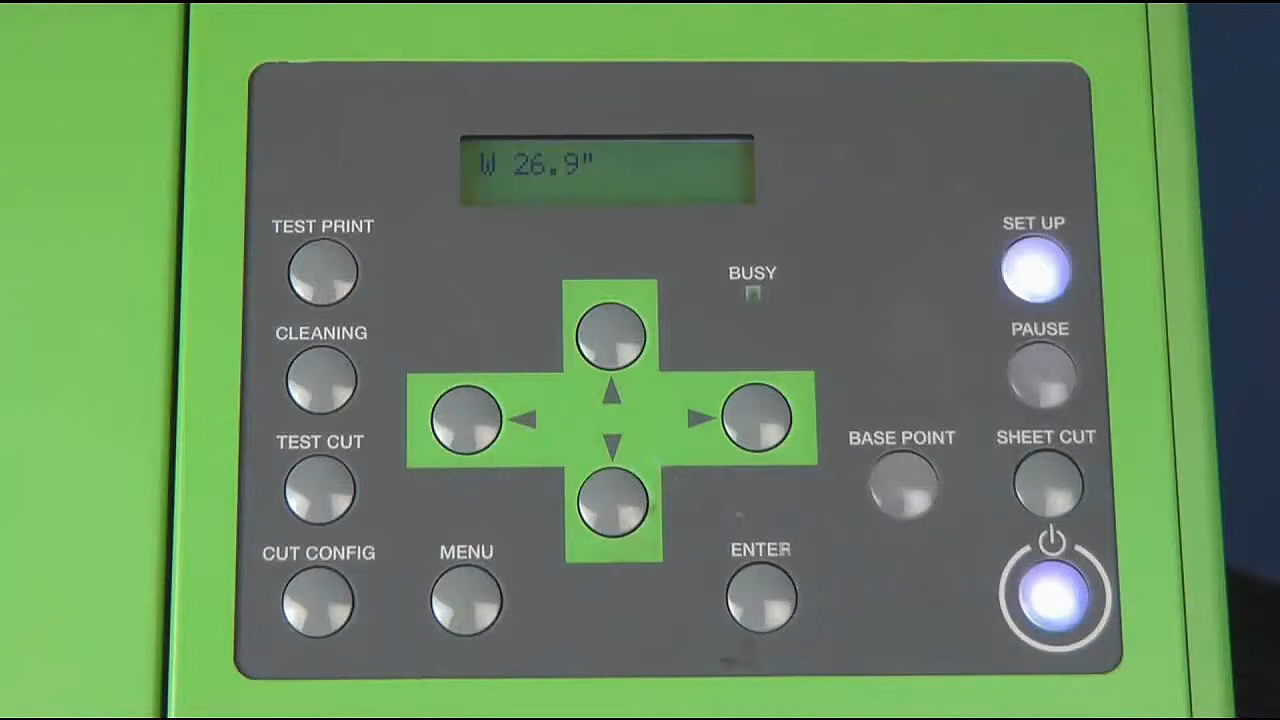 W 26.9"
TEST PRINT
SET UP
BUSY
CLEANING
PAUSE
TEST CUT
BASE POINT
SHEET CUT
CUT CONFIG
MENU
ENTER